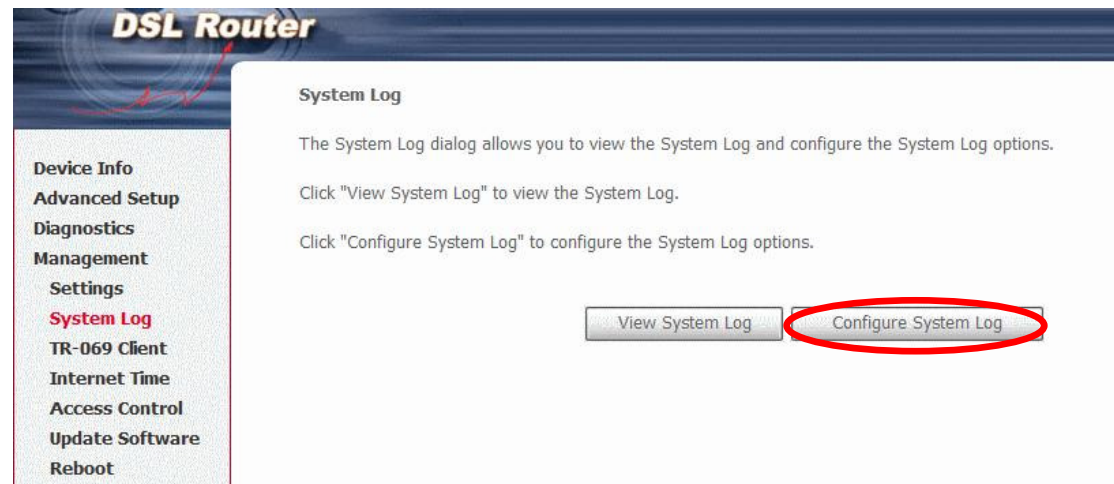 DSL Router
Device Info
Advanced Setup
Diagnostics
Management
Settings
System Log
TR-069 Client
Internet Time
Access Control
Update Software
Reboot
System Log
The System Log dialog allows you to view the System Log and configure the System Log options.
Click "View System Log" to view the System Log.
Click "Configure System Log" to configure the System Log options.
View System Log
Configure System Log